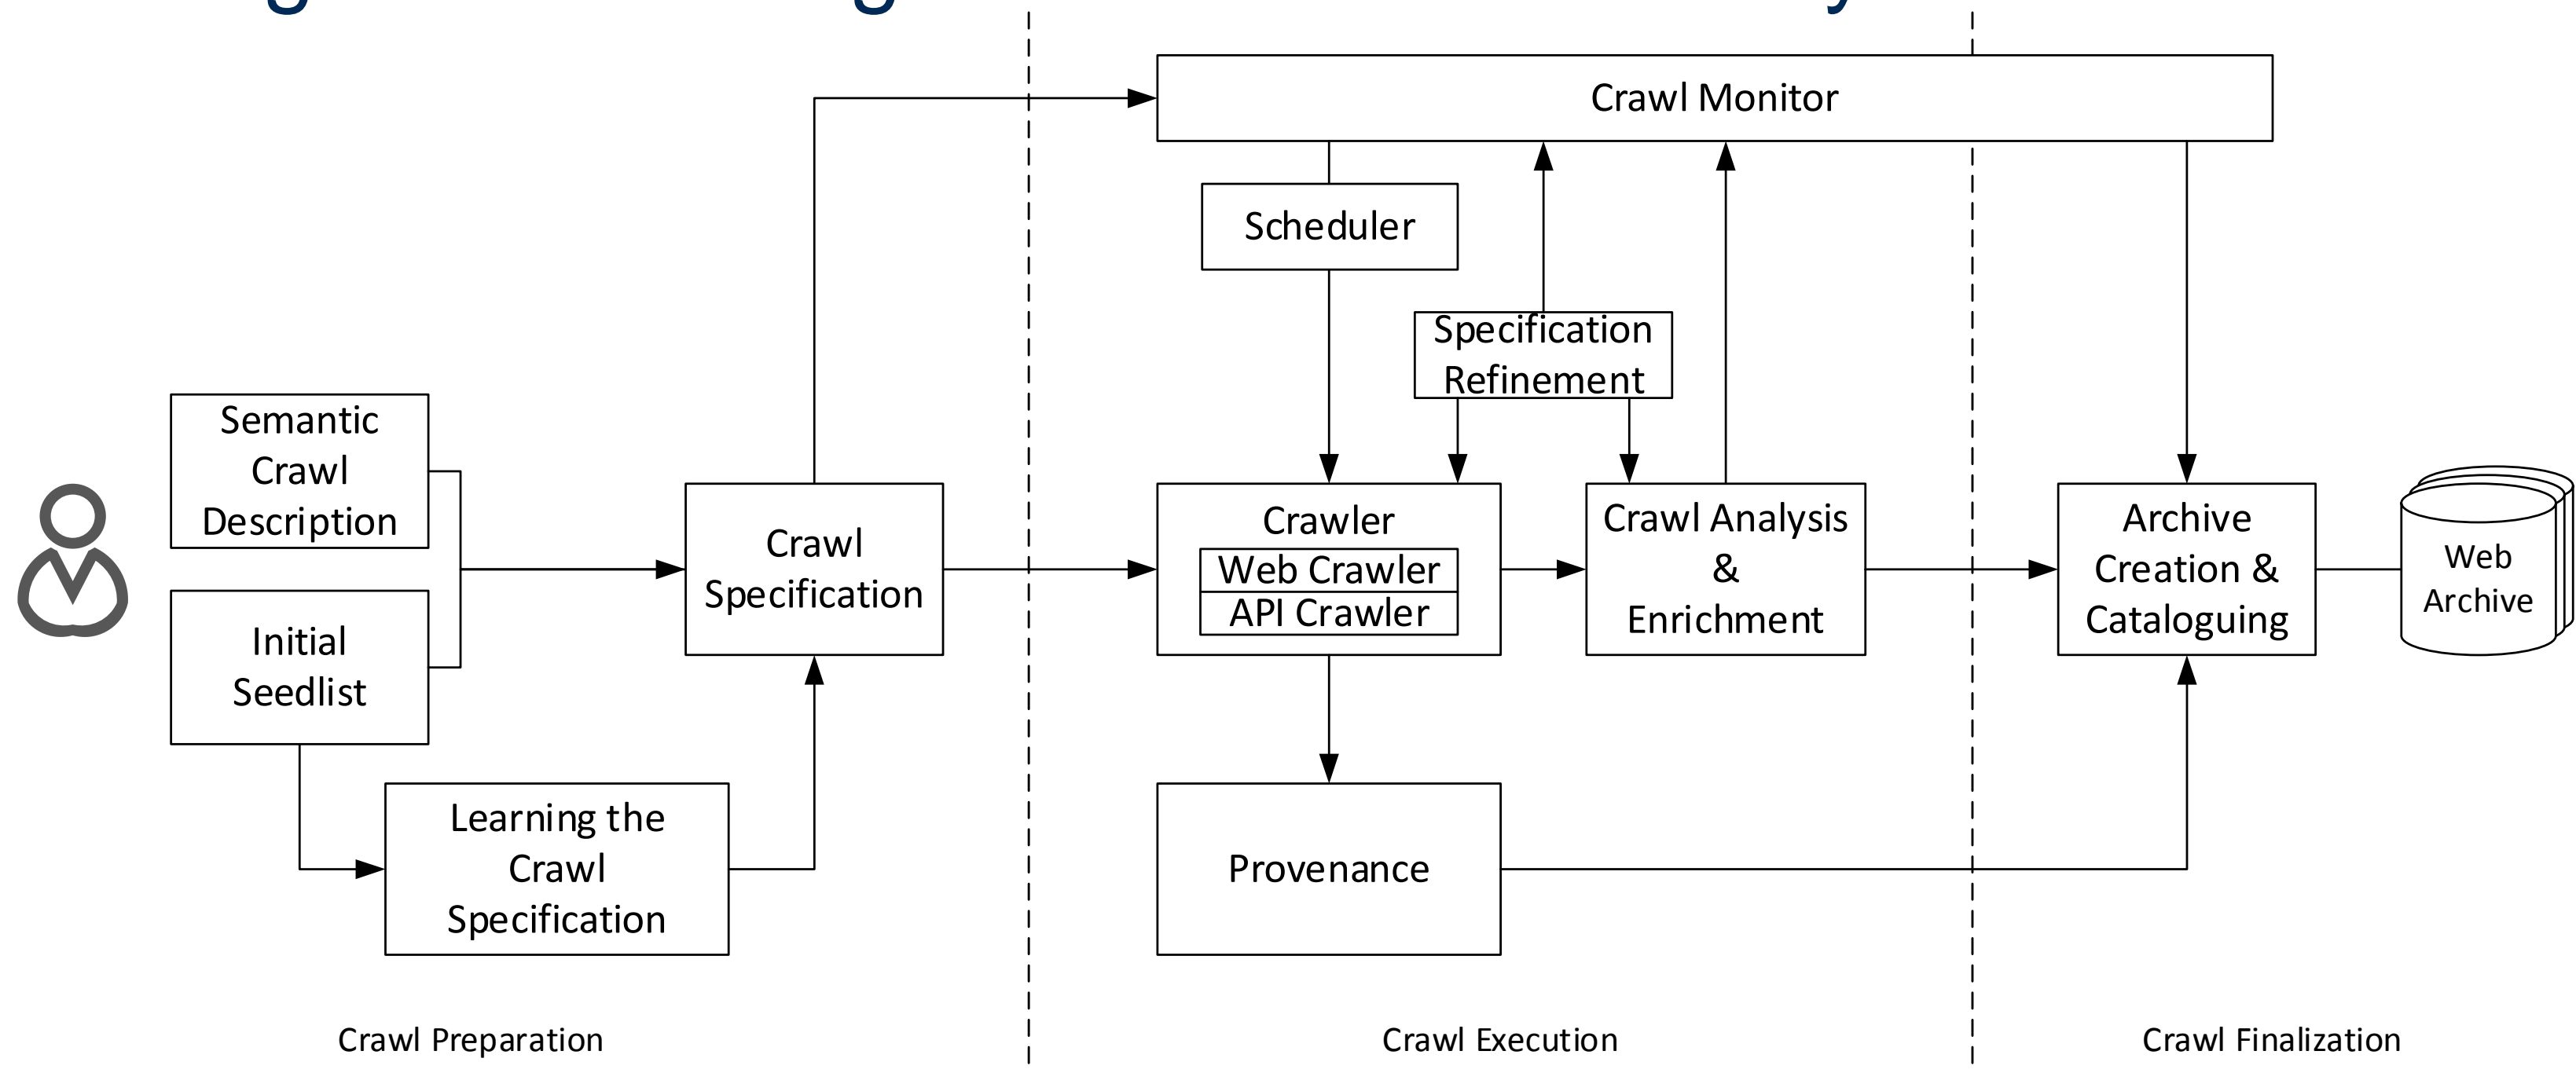 Crawl Monitor
Scheduler
Specification
Refinement
Semantic
Crawl
Description
Initial
Seedlist
Learning the
Crawl
Specification
Crawl
Specification
Crawler
Web Crawler
API Crawler
Crawl Analysis
&
Enrichment
Provenance
Archive
Creation &
Cataloguing
Web
Archive
Crawl Preparation
Crawl Execution
Crawl Finalization